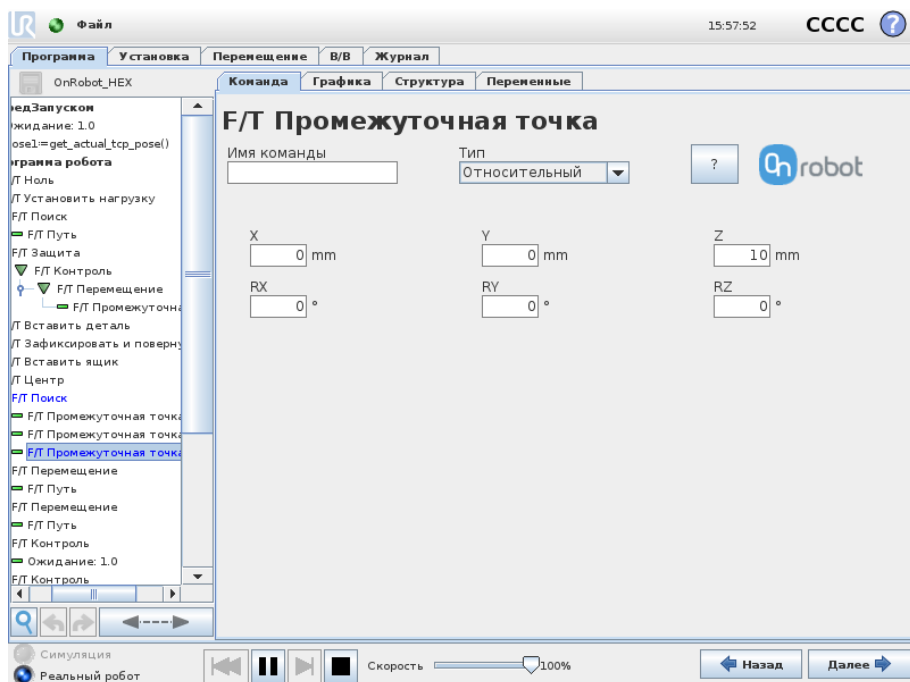 Файл
15:57:52
CCCC
?
Программа Установка Перемещение В/В Журнал
OnRobot_HEX
Команда Графика Структура Переменные
едЗапуском
жидание: 1.0
ose1:=get_actual_tcp_pose()
ограмма робота
/T Ноль
/T Установить нагрузку
F/T Поиск
F/T Путь
F/T Защита
F/T Контроль
F/T Перемещение
F/T Промежуточна
/T Вставить деталь
/T Зафиксировать и поверну
/T Вставить ящик
/T Центр
F/T Поиск
F/T Промежуточная точка
F/T Промежуточная точка
F/T Промежуточная точка
F/T Перемещение
F/T Путь
F/T Перемещение
F/T Путь
F/T Контроль
Ожидание: 1.0
F/T Контроль
F/T Промежуточная точка
Имя команды
Тип
Относительный
?
On robot
X
Y
Z
0 mm
0 mm
10 mm
RX
RY
RZ
0 °
0 °
0 °
Симуляция
Реальный робот
Скорость
100%
Назад
Далее